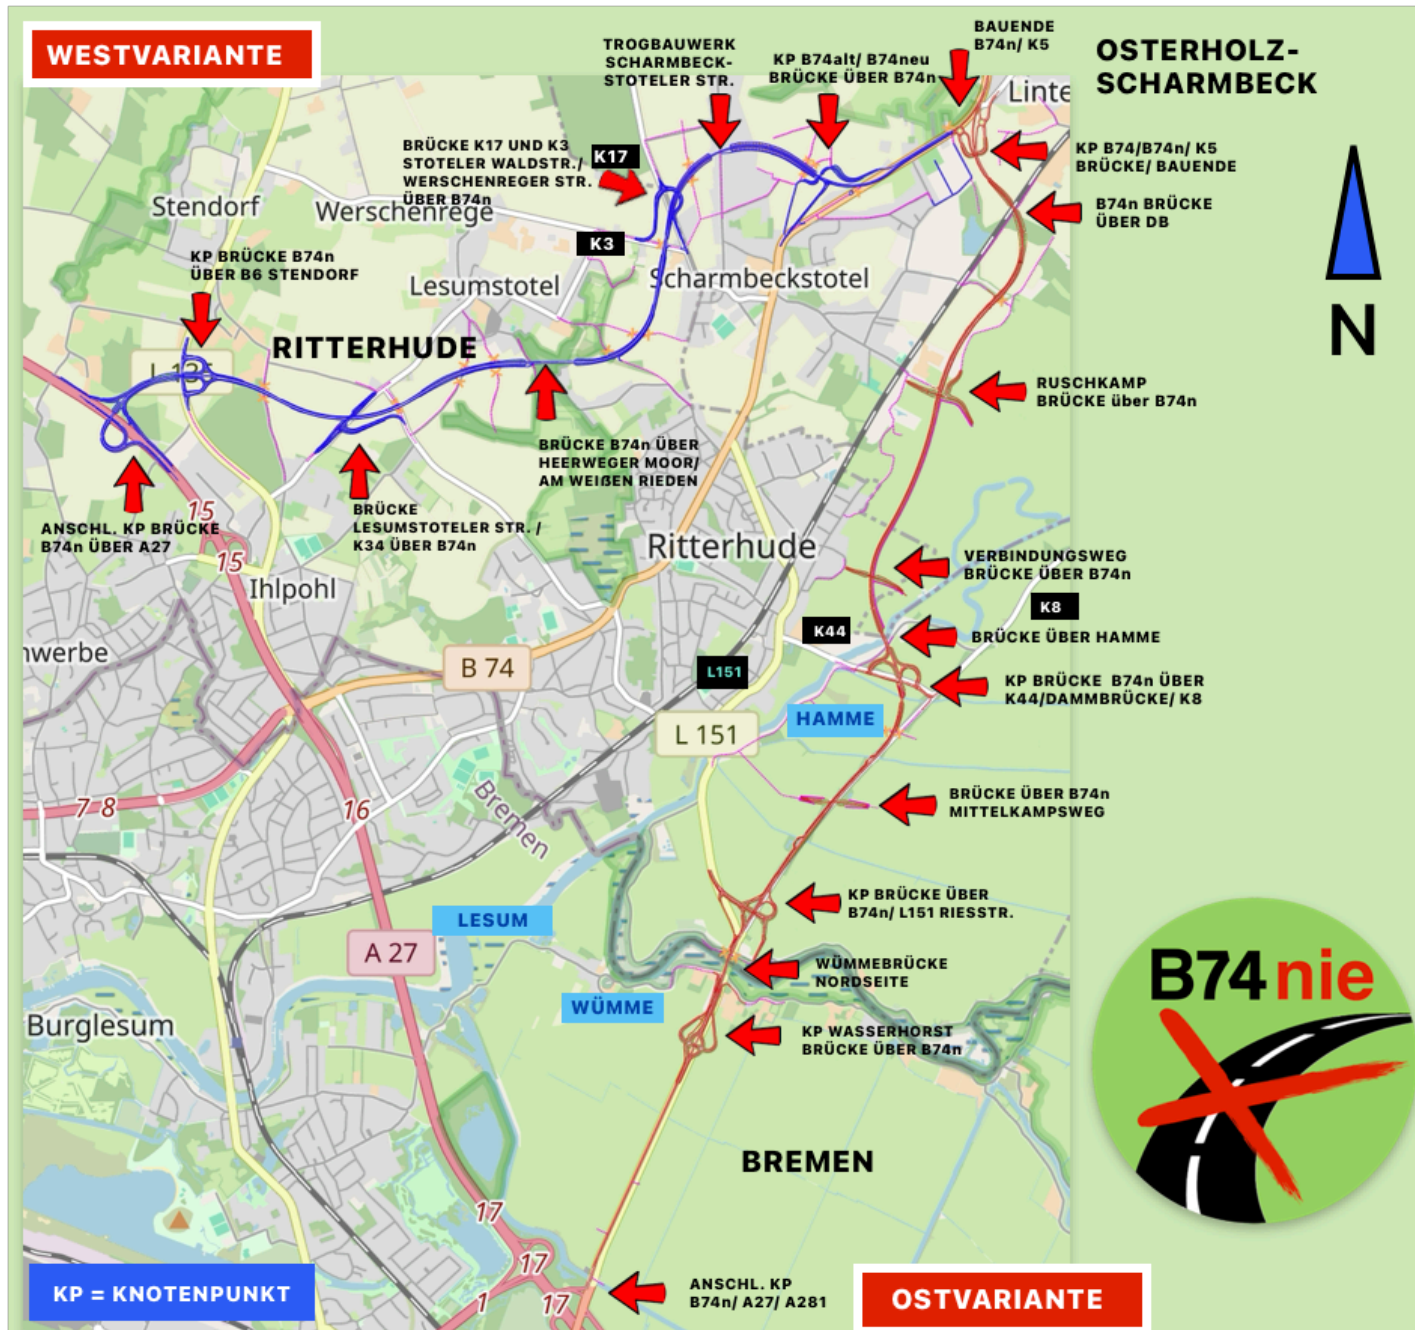 WESTVARIANTE
TROGBAUWERK
SCHARMBECK-
STOTELER STR.
KP B74alt/ B74neu
BRÜCKE ÜBER B74n
BAUENDE
B74n/ K5
OSTERHOLZ-
SCHARMBECK
Linte
BRÜCKE K17 UND K3
STOTELER WALDSTR./
WERSCHENREGER STR.
ÜBER B74n
K17
KP B74/B74n/ K5
BRÜCKE/ BAUENDE
B74n BRÜCKE
ÜBER DB
Stendorf
Werschenrege
K3
KP BRÜCKE B74n
ÜBER B6 STENDORF
Lesumstotel
Scharmbeckstotel
N
RITTERHUDE
L 135
RUSCHKAMP
BRÜCKE über B74n
BRÜCKE B74n ÜBER
HEERWEGER MOOR/
AM WEIßEN RIEDEN
15
ANSCHL. KP BRÜCKE
B74n ÜBER A27
BRÜCKE
LESUMSTOTELER STR. /
K34 ÜBER B74n
15
Ritterhude
Ihlpohl
VERBINDUNGSWEG
BRÜCKE ÜBER B74n
K8
K44
BRÜCKE ÜBER HAMME
nwerbe
B 74
L151
KP BRÜCKE B74n ÜBER
K44/DAMMBRÜCKE/ K8
HAMME
L 151
7 8
16
Bremen
BRÜCKE ÜBER B74n
MITTELKAMPSWEG
KP BRÜCKE ÜBER
B74n/ L151 RIESSTR.
LESUM
A 27
WÜMMEBRÜCKE
NORDSEITE
B74 nie
WÜMME
Burglesum
KP WASSERHORST
BRÜCKE ÜBER B74n
BREMEN
17
17
1
17
KP = KNOTENPUNKT
ANSCHL. KP
B74n/ A27/ A281
OSTVARIANTE